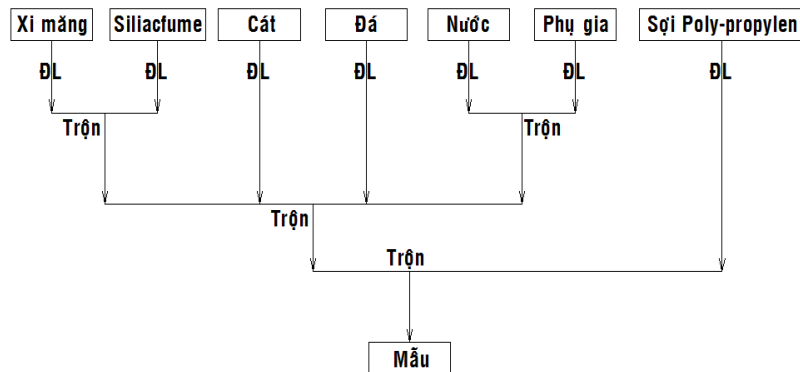 Xi măng
Siliacfume
Cát
Đá
Nước
Phụ gia
Sợi Poly-propylen
ĐL
ĐL
ĐL
ĐL
ĐL
ĐL
ĐL
Trộn
Trộn
Trộn
Trộn
Mẫu